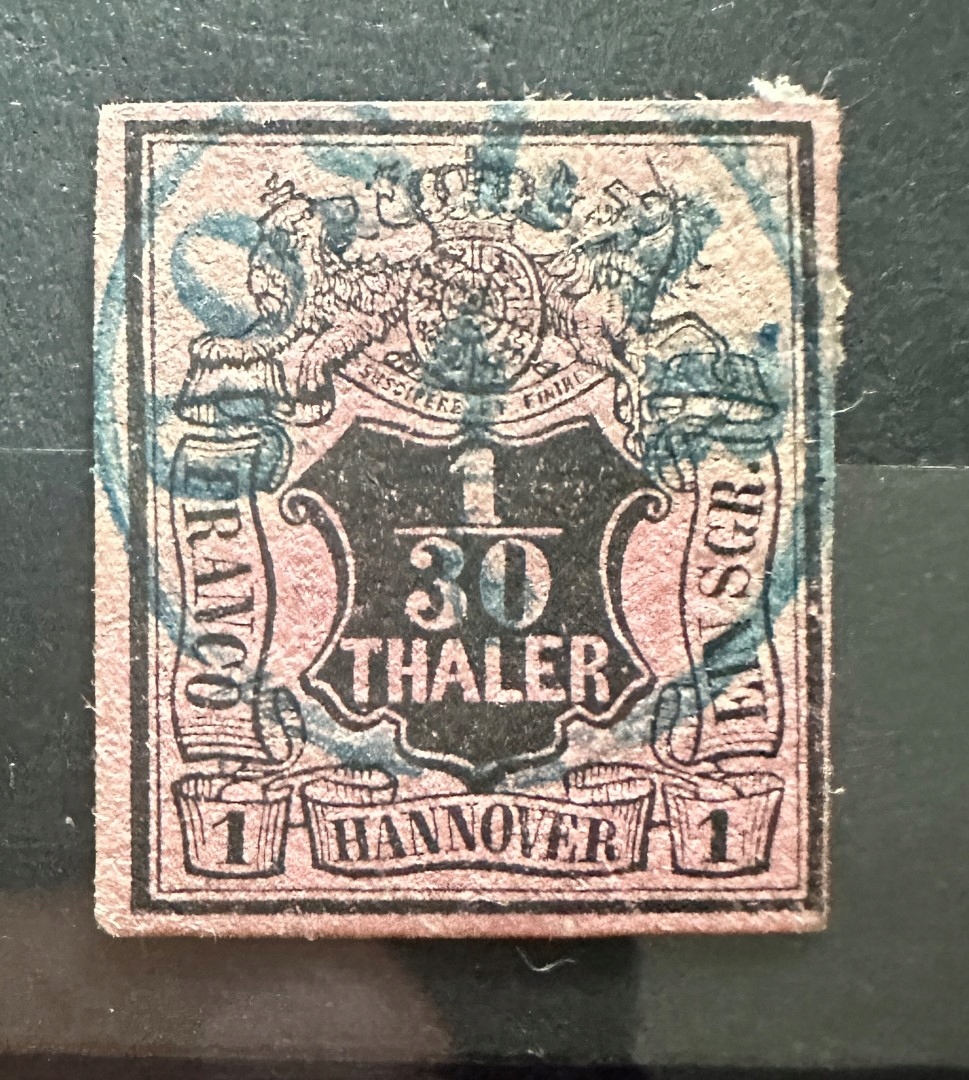 SUSCIPERE ET FINIRE
FRANCO
1
30
THALER
EIN SGR.
1
HANNOVER
1